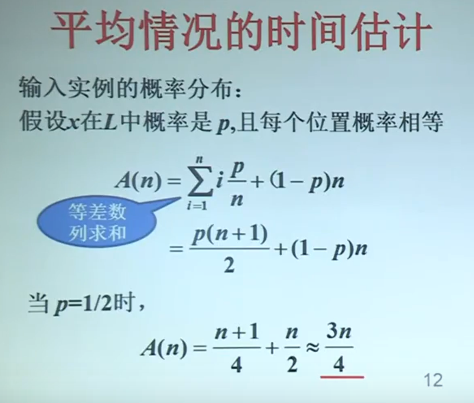 平均情况的时间估计
输入实例的概率分布：
假设x在L中概率是 p,且每个位置概率相等
A(n) = \sum_{i=1}^{n} i \frac{p}{n} + (1 - p)n
等差数
列求和
= \frac{p(n+1)}{2} + (1 - p)n
当 p=1/2时，
A(n) = \frac{n+1}{4} + \frac{n}{2} ≈ \frac{3n}{4}
12